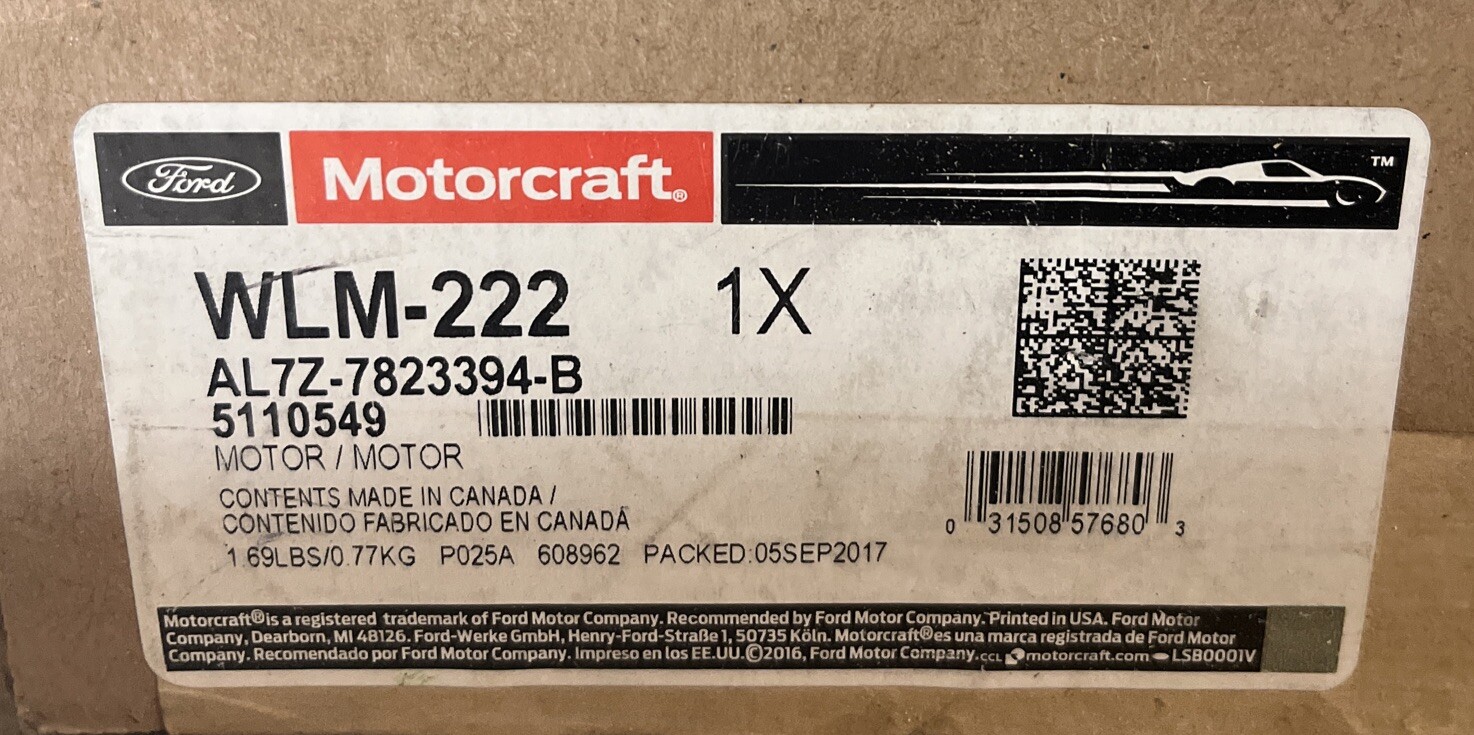 Ford
Motorcraft®
TM
WLM-222 1X
AL7Z-7823394-B
5110549
MOTOR / MOTOR
CONTENTS MADE IN CANADA /
CONTENIDO FABRICADO EN CANADA
1.69LBS/0.77KG P025A 608962 PACKED:05SEP2017
0 31508 57680 3
Motorcraft® is a registered trademark of Ford Motor Company. Recommended by Ford Motor Company. Printed in USA. Ford Motor
Company, Dearborn, MI 48126. Ford-Werke GmbH, Henry-Ford-Straße 1, 50735 Köln. Motorcraft® es una marca registrada de Ford Motor
Company. Recomendado por Ford Motor Company. Impreso en los EE.UU. ©2016, Ford Motor Company. CCL motorcraft.com LSB0001V